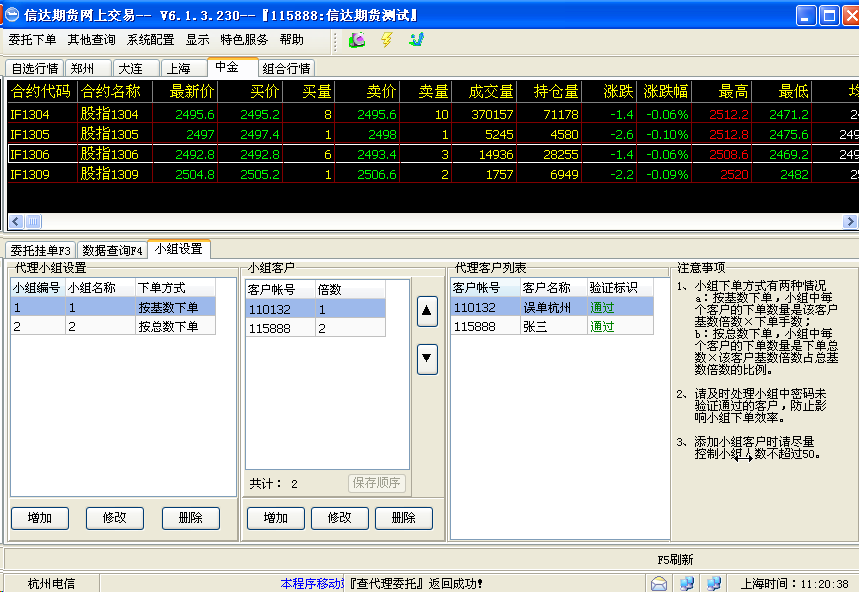 信达期货网上交易-- V6.1.3.230--『115888:信达期货测试』
委托下单 其他查询 系统配置 显示 特色服务 帮助
自选行情 郑州 大连 上海 中金 组合行情
合约代码 合约名称 最新价 买价 买量 卖价 卖量 成交量 持仓量 涨跌 涨跌幅 最高 最低
IF1304 股指1304 2495.6 2495.2 8 2495.6 10 370157 71178 -1.4 -0.06% 2512.2 2471.2
IF1305 股指1305 2497 2497.4 1 2498 1 5245 4580 -2.6 -0.10% 2512.8 2475.6
IF1306 股指1306 2492.8 2492.8 6 2493.4 3 14936 28255 -1.4 -0.06% 2508.6 2469.2
IF1309 股指1309 2504.8 2505.2 1 2506.6 2 1757 6949 -2.2 -0.09% 2520 2482
委托挂单F3 数据查询F4 小组设置
代理小组设置
小组编号 小组名称 下单方式
1 1 按基数下单
2 2 按总数下单
增加 修改 删除
小组客户
客户帐号 倍数
110132 1
115888 2
共计： 2 保存顺序
增加 修改 删除
代理客户列表
客户帐号 客户名称 验证标识
110132 误单杭州 通过
115888 张三 通过
注意事项
1、小组下单方式有两种情况
a：按基数下单，小组中每
个客户的下单数量是该客户
基数倍数×下单手数；
b：按总数下单，小组中每
个客户的下单数量是下单总
数×该客户基数倍数占总基
数倍数的比例。
2、请及时处理小组中密码未
验证通过的客户，防止影
响小组下单效率。
3、添加小组客户时请尽量
控制小组人数不超过50。
F5刷新
杭州电信 本程序移动 『查代理委托』返回成功! 上海时间：11:20:38